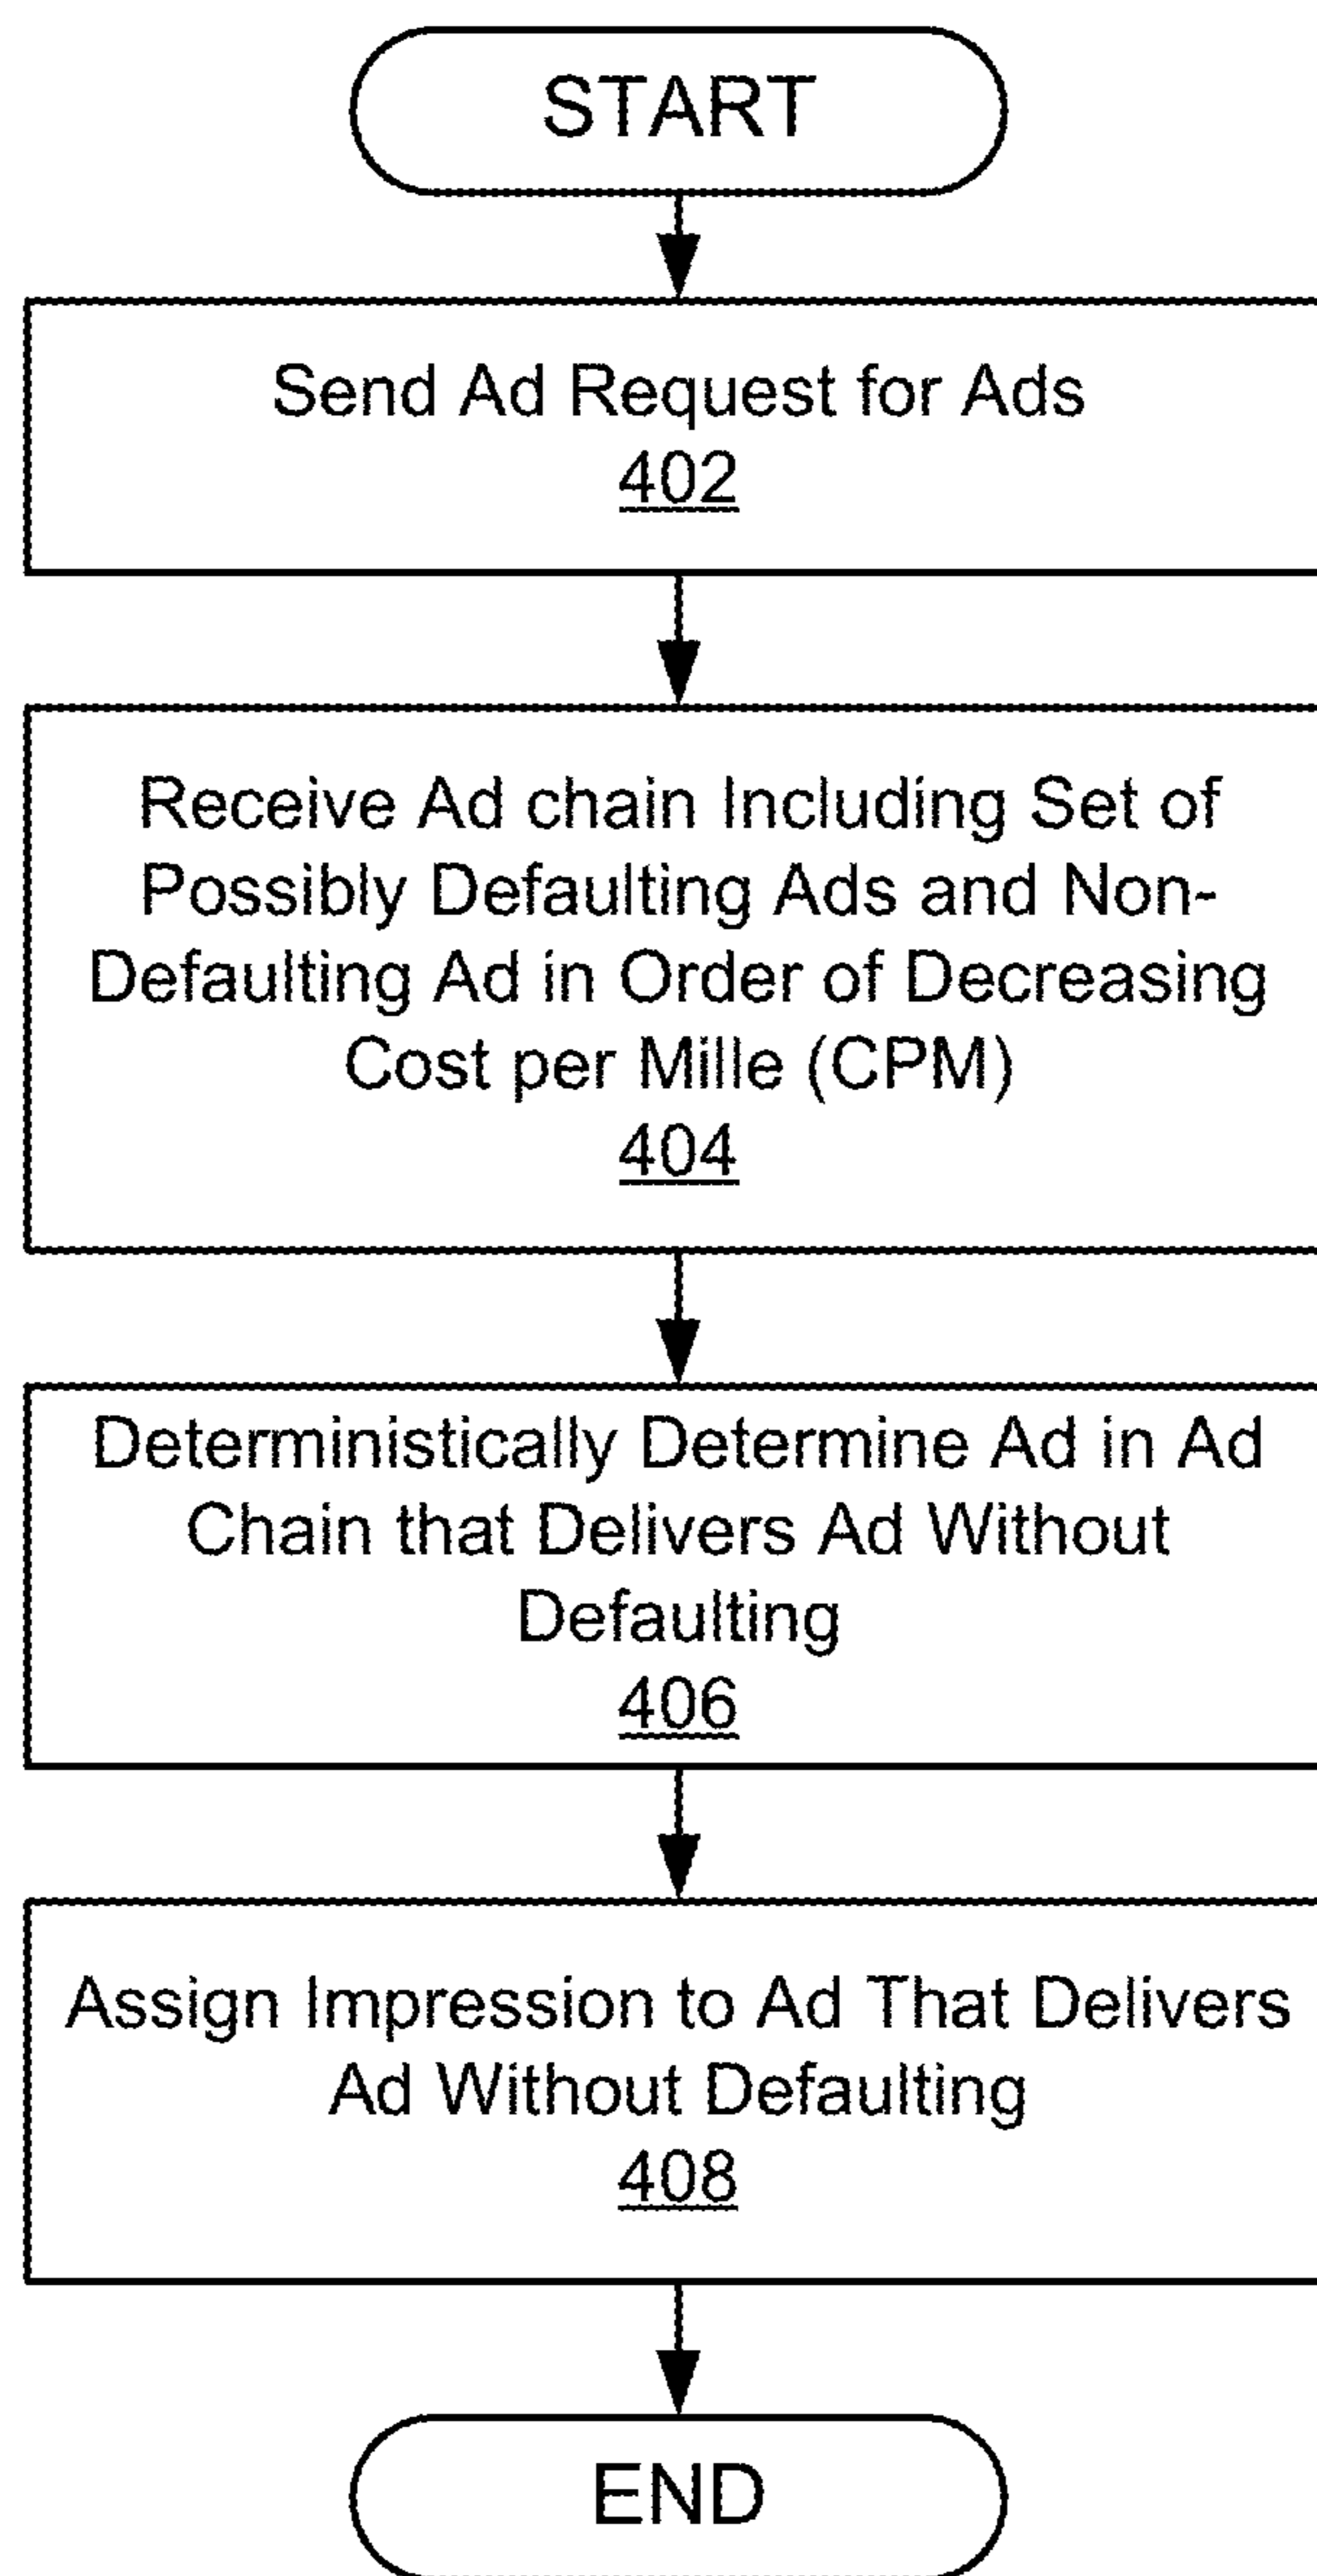 START
Send Ad Request for Ads
402
Receive Ad chain Including Set of
Possibly Defaulting Ads and Non-
Defaulting Ad in Order of Decreasing
Cost per Mille (CPM)
404
Deterministically Determine Ad in Ad
Chain that Delivers Ad Without
Defaulting
406
Assign Impression to Ad That Delivers
Ad Without Defaulting
408
END